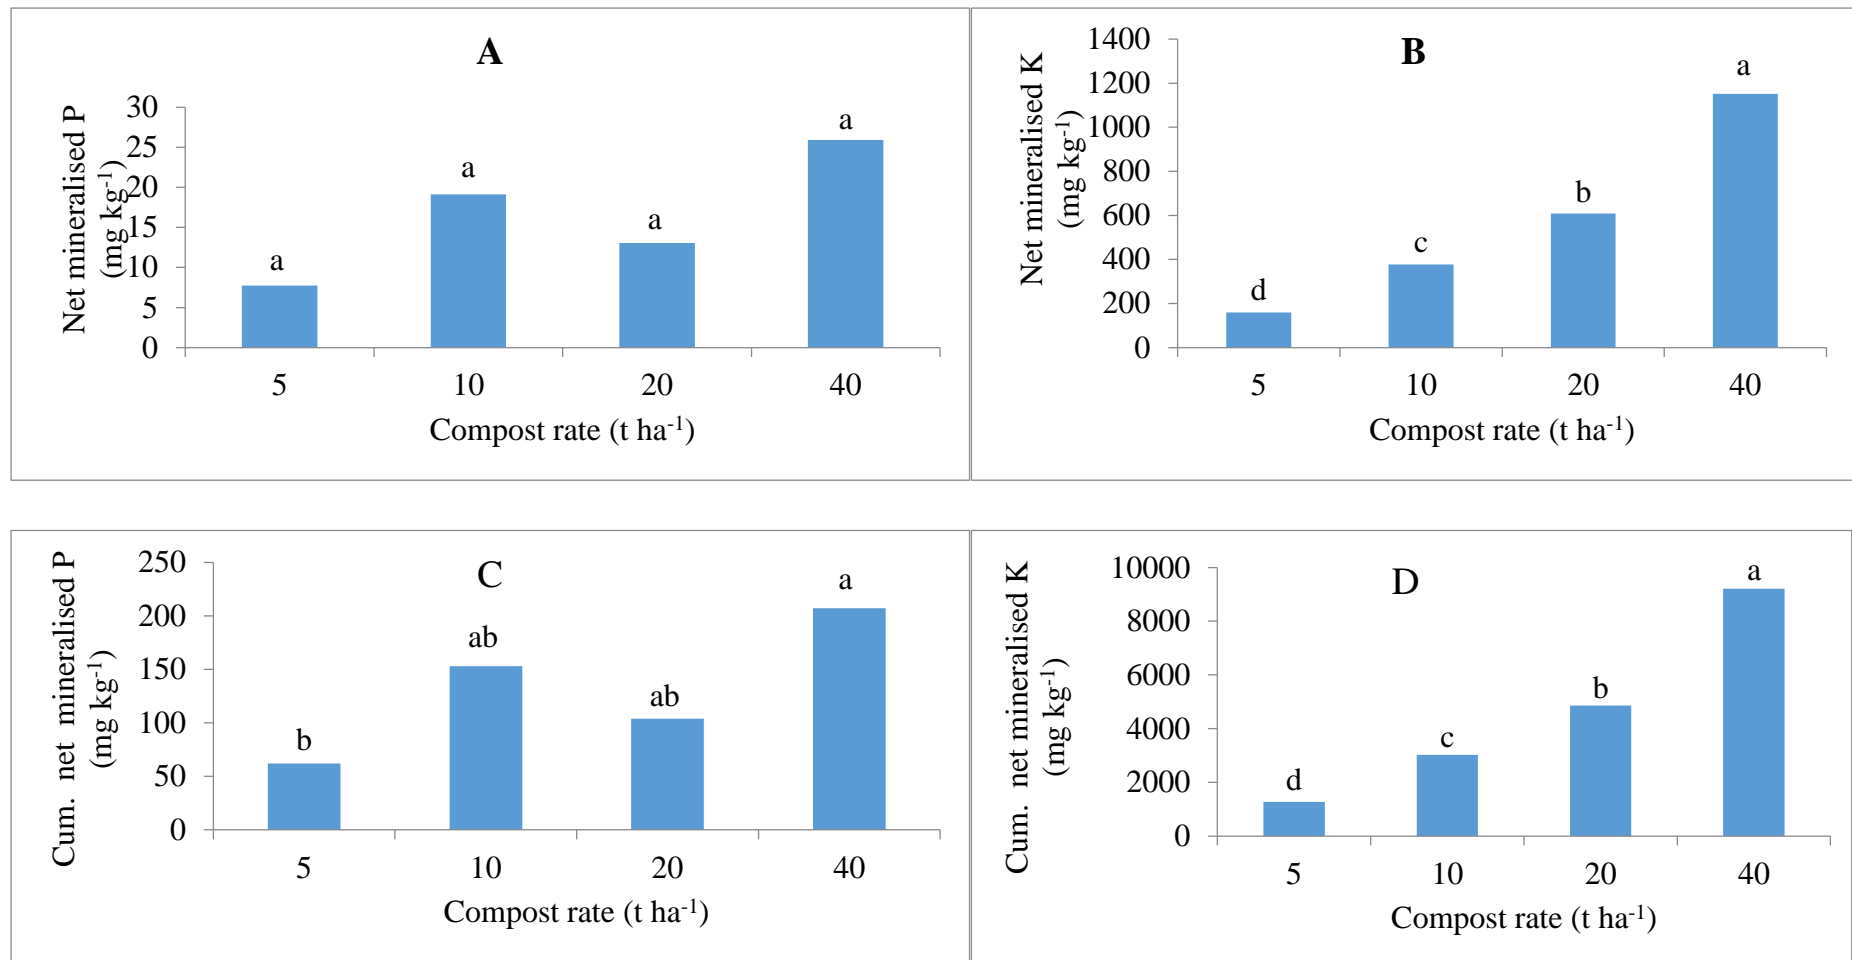 A
Net mineralised P
(mg kg-1)
30
25
20
15
10
5
0
a
a
a
a
5 10 20 40
Compost rate (t ha-1)
B
Net mineralised K
(mg kg-1)
1400
1200
1000
800
600
400
200
0
d
c
b
a
5 10 20 40
Compost rate (t ha-1)
C
Cum. net mineralised P
(mg kg-1)
250
200
150
100
50
0
b
ab
ab
a
5 10 20 40
Compost rate (t ha-1)
D
Cum. net mineralised K
(mg kg-1)
10000
8000
6000
4000
2000
0
d
c
b
a
5 10 20 40
Compost rate (t ha-1)